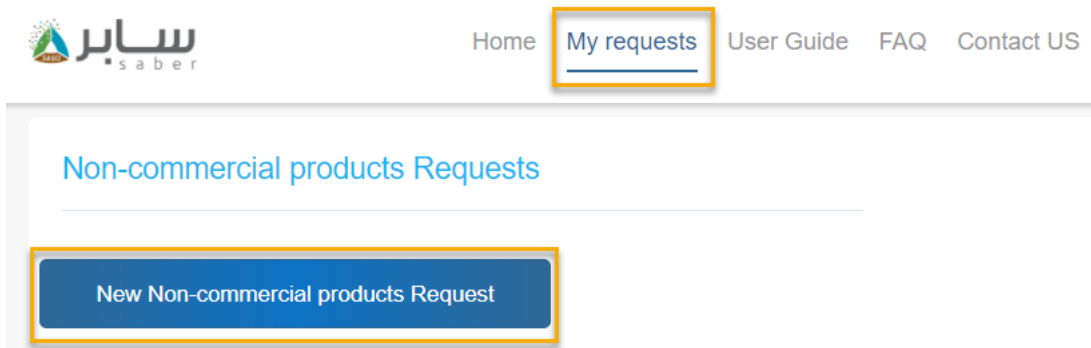 سابر
saber
SASO
Home My requests User Guide FAQ Contact US
Non-commercial products Requests
New Non-commercial products Request